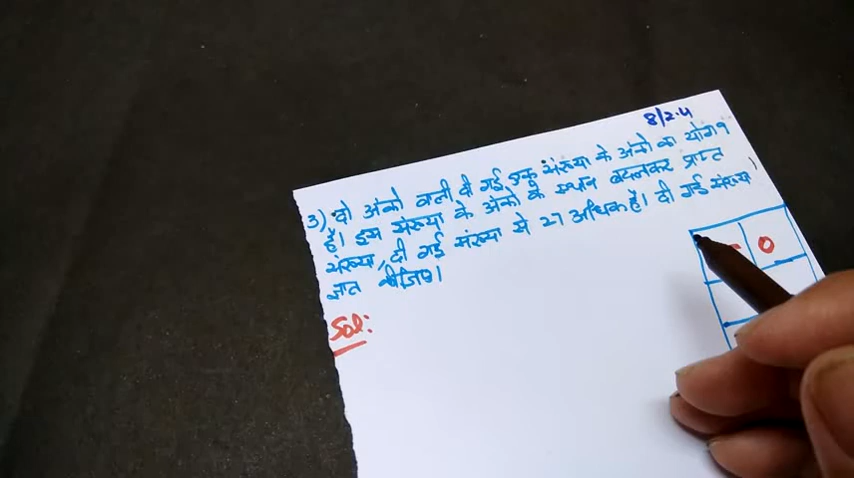 8/2.4
3) दो अंको वाली दी गई एक संख्या के अंको का योग 9
है। इस संख्या के अंको के स्थान बदलकर प्राप्त
संख्या, दी गई संख्या से 27 अधिक है। दी गई संख्या
ज्ञात कीजिए।
0
Sol: